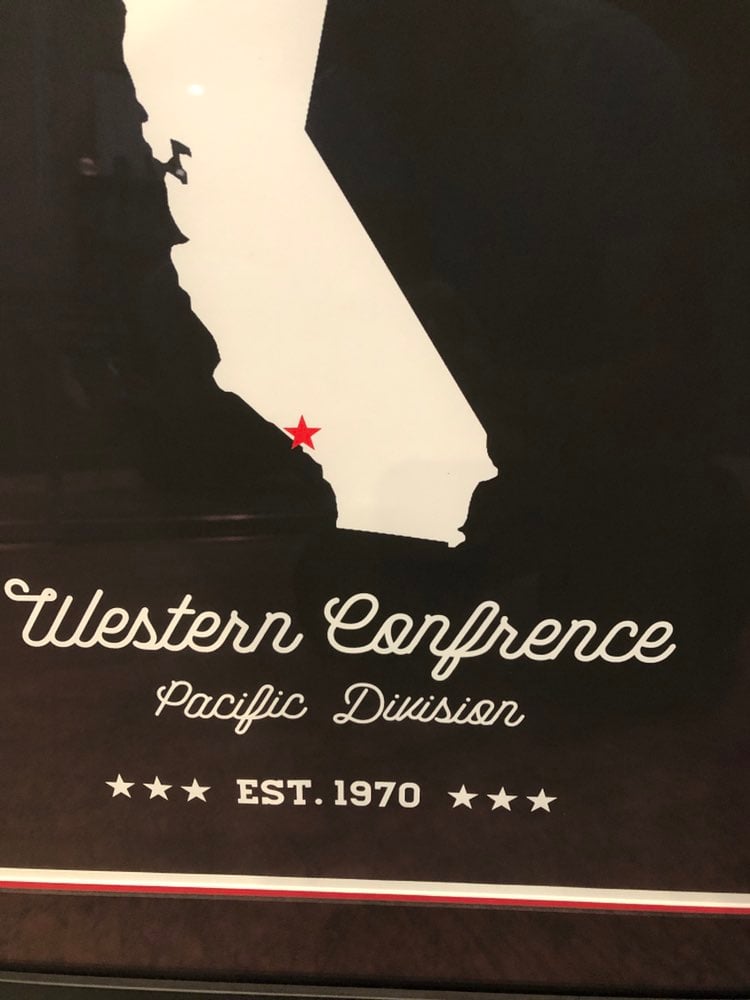 Western Confrence
Pacific Division
★★★ EST. 1970 ★★★